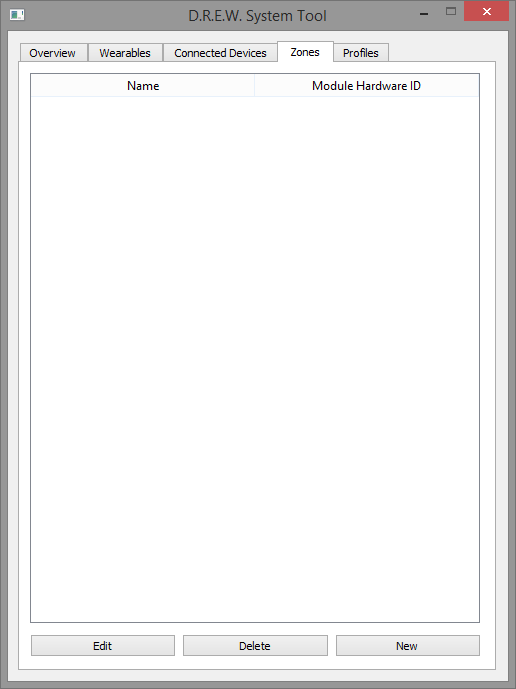 D.R.E.W. System Tool
Overview Wearables Connected Devices Zones Profiles
Name Module Hardware ID
Edit Delete New